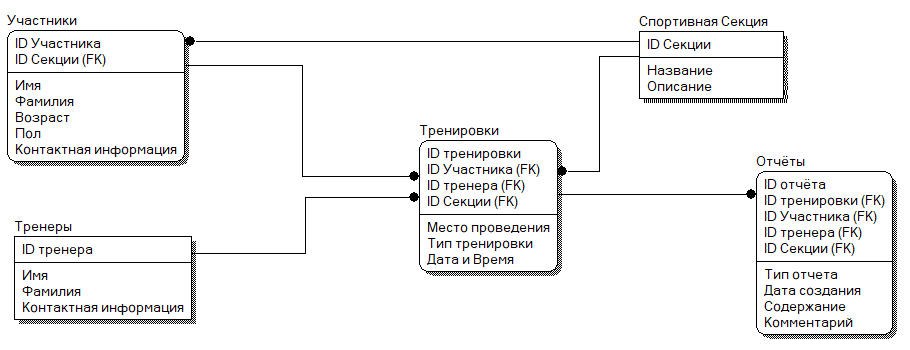 Участники
ID Участника
ID Секции (FK)
Имя
Фамилия
Возраст
Пол
Контактная информация
Спортивная Секция
ID Секции
Название
Описание
Тренировки
ID тренировки
ID Участника (FK)
ID тренера (FK)
ID Секции (FK)
Место проведения
Тип тренировки
Дата и Время
Тренеры
ID тренера
Имя
Фамилия
Контактная информация
Отчёты
ID отчёта
ID тренировки (FK)
ID Участника (FK)
ID тренера (FK)
ID Секции (FK)
Тип отчета
Дата создания
Содержание
Комментарий